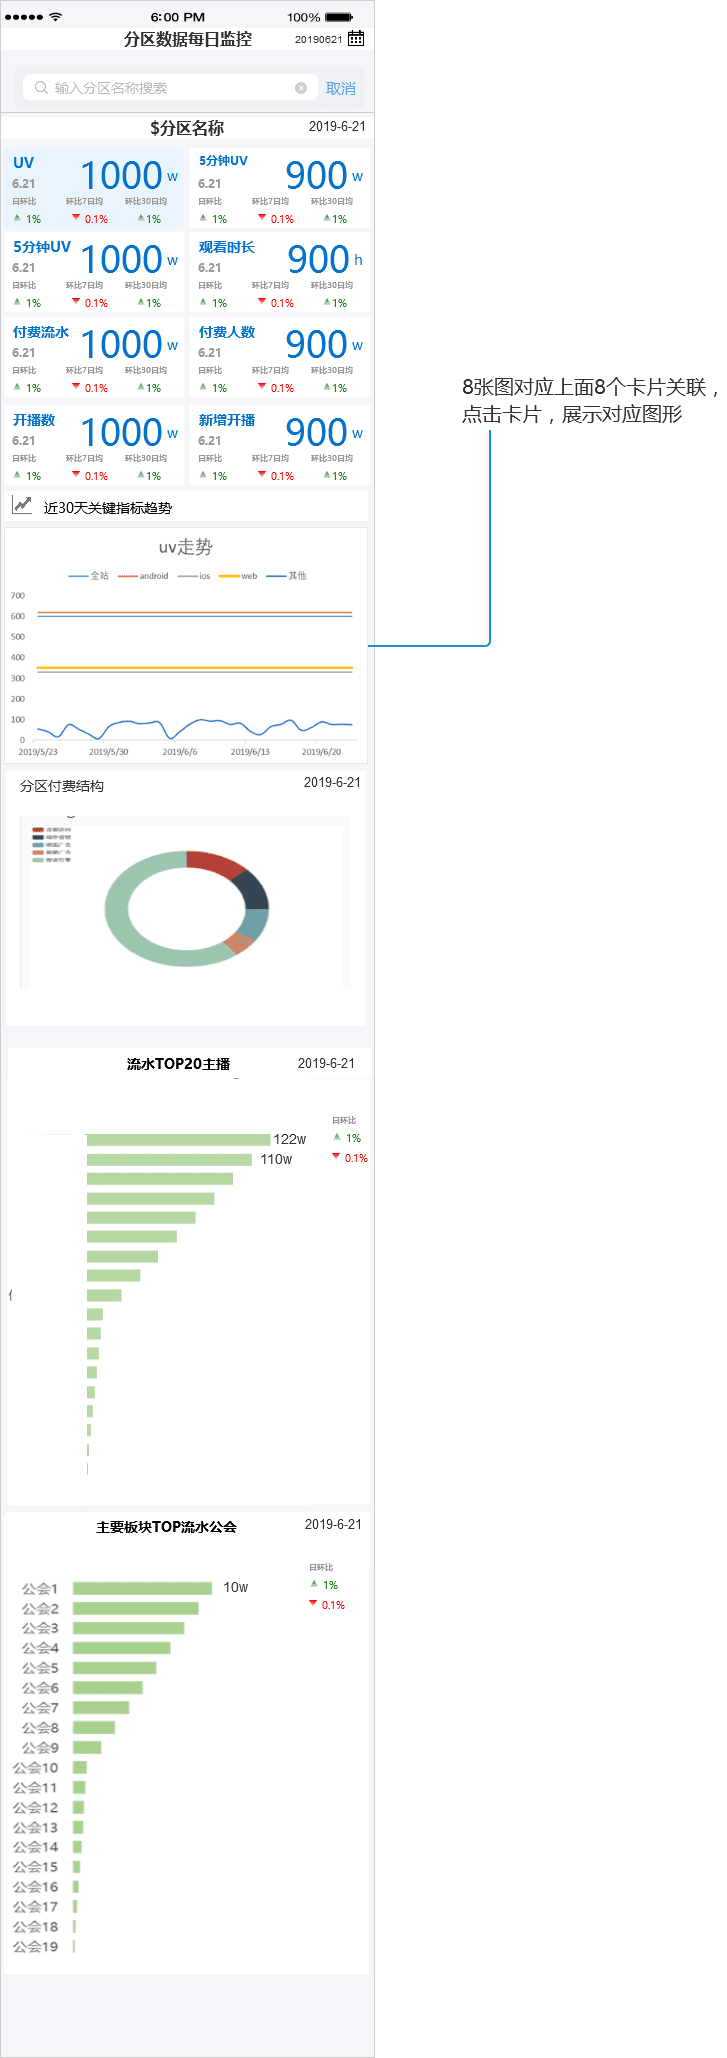 6:00 PM
100%
分区数据每日监控
20190621
输入分区名称搜索
取消
$分区名称
2019-6-21
UV
1000 w
6.21
日环比 环比7日均 环比30日均
1% 0.1% 1%
5分钟UV
900 w
6.21
日环比 环比7日均 环比30日均
1% 0.1% 1%
5分钟UV
1000 w
6.21
日环比 环比7日均 环比30日均
1% 0.1% 1%
观看时长
900 h
6.21
日环比 环比7日均 环比30日均
1% 0.1% 1%
付费流水
1000 w
6.21
日环比 环比7日均 环比30日均
1% 0.1% 1%
付费人数
900 w
6.21
日环比 环比7日均 环比30日均
1% 0.1% 1%
开播数
1000 w
6.21
日环比 环比7日均 环比30日均
1% 0.1% 1%
新增开播
900 w
6.21
日环比 环比7日均 环比30日均
1% 0.1% 1%
8张图对应上面8个卡片关联，
点击卡片，展示对应图形
近30天关键指标趋势
uv走势
全站 android ios web 其他
700
600
500
400
300
200
100
0
2019/5/23 2019/5/30 2019/6/6 2019/6/13 2019/6/20
分区付费结构
2019-6-21
流水TOP20主播
2019-6-21
日环比
122w
1%
110w
0.1%
主要板块TOP流水公会
2019-6-21
日环比
公会1
10w
1%
公会2
0.1%
公会3
公会4
公会5
公会6
公会7
公会8
公会9
公会10
公会11
公会12
公会13
公会14
公会15
公会16
公会17
公会18
公会19